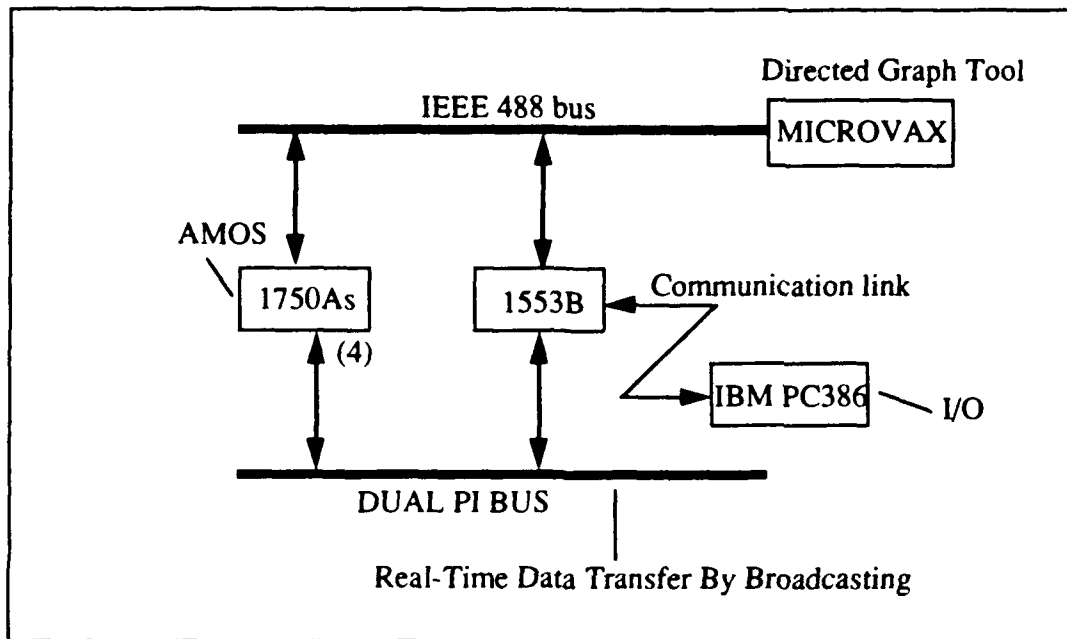 Directed Graph Tool
IEEE 488 bus
MICROVAX
AMOS
1750As
1553B
Communication link
(4)
IBM PC386
I/O
DUAL PI BUS
Real-Time Data Transfer By Broadcasting